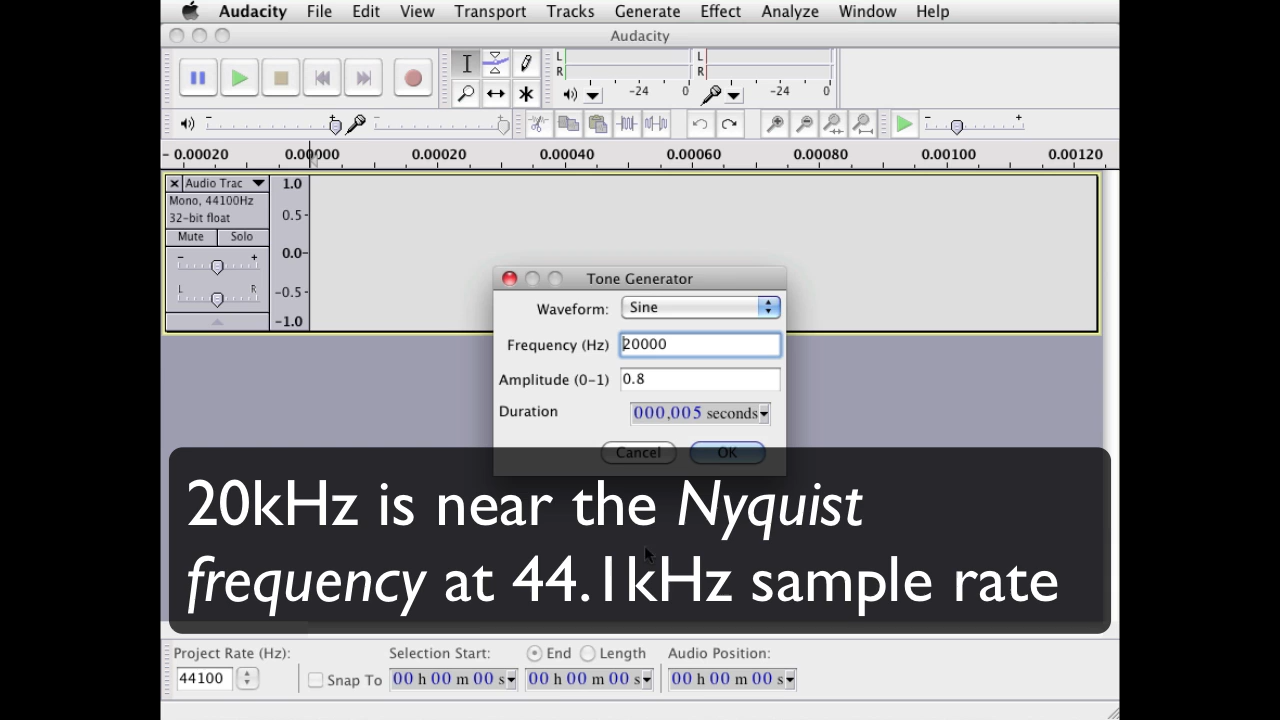 Audacity File Edit View Transport Tracks Generate Effect Analyze Window Help
Audacity
L
R
-24 0
L
R
-24 0
- +
- +
- 0.00020 0.00000 0.00020 0.00040 0.00060 0.00080 0.00100 0.00120
Audio Trac
Mono, 44100Hz
32-bit float
Mute Solo
- +
L R
1.0
0.5-
0.0-
-0.5-
-1.0
Tone Generator
Waveform: Sine
Frequency (Hz) 20000
Amplitude (0-1) 0.8
Duration 000,005 seconds
Cancel OK
20kHz is near the Nyquist
frequency at 44.1kHz sample rate
Project Rate (Hz): Selection Start: End Length Audio Position:
44100 Snap To 00 h 00 m 00 s 00 h 00 m 00 s 00 h 00 m 00 s